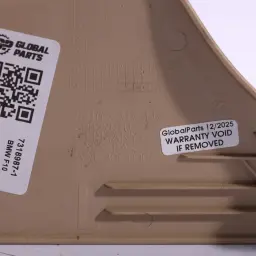 GLOBAL
PARTS
7318987-1
BMW F10
GlobalParts 12/2025
WARRANTY VOID
IF REMOVED